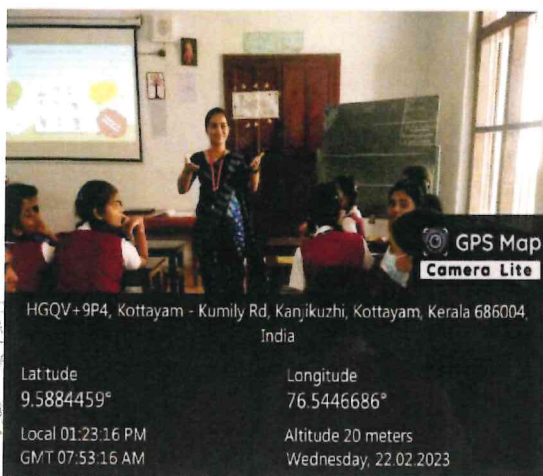 GPS Map
Camera Lite
HGQV+9P4, Kottayam - Kumily Rd, Kanjikuzhi, Kottayam, Kerala 686004,
India
Latitude
9.5884459°
Longitude
76.5446686°
Local 01:23:16 PM
GMT 07:53:16 AM
Altitude 20 meters
Wednesday, 22.02.2023